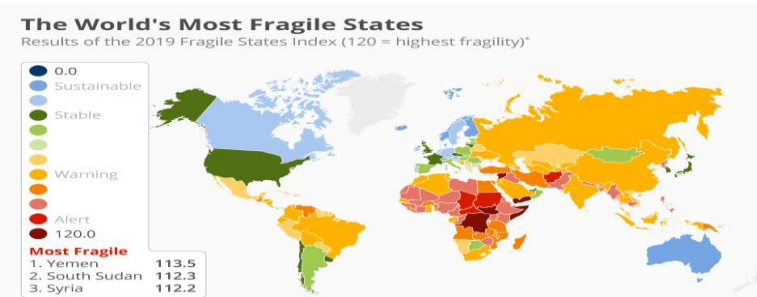 The World's Most Fragile States
Results of the 2019 Fragile States Index (120 = highest fragility)*
0.0
Sustainable
Stable
Warning
Alert
120.0
Most Fragile
1. Yemen 113.5
2. South Sudan 112.3
3. Syria 112.2